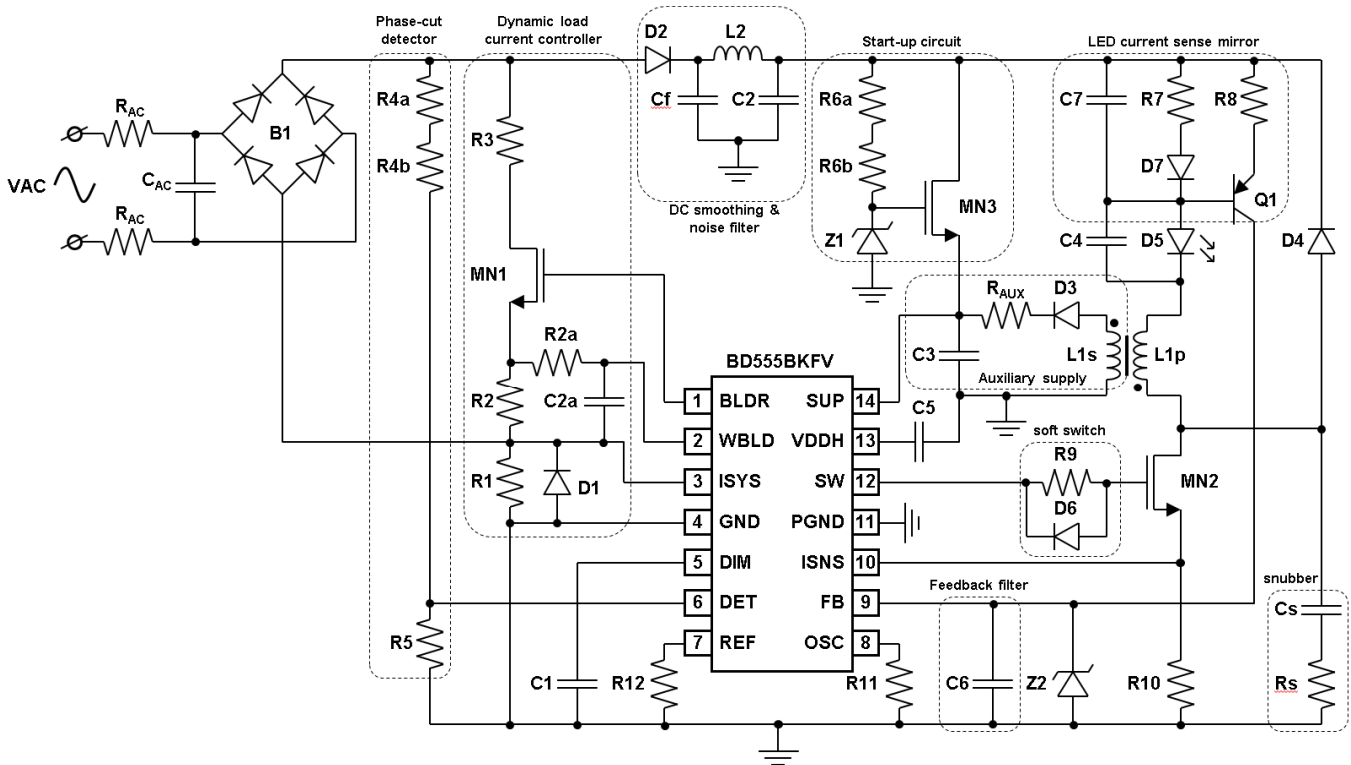 Phase-cut
detector
Dynamic load
current controller
D2
L2
Start-up circuit
LED current sense mirror
R4a
Cf
C2
R6a
C7
R7
R8
RAC
B1
R3
R4b
R6b
D7
VAC
CAC
MN3
Q1
DC smoothing &
noise filter
RAC
Z1
C4
D5
D4
MN1
RAUX
D3
R2a
C3
L1s
L1p
BD555BKFV
Auxiliary supply
R2
C2a
1 BLDR
SUP 14
C5
2 WBLD
VDDH 13
soft switch
R9
R1
D1
3 ISYS
SW 12
MN2
D6
4 GND
PGND 11
5 DIM
ISNS 10
Feedback filter
snubber
6 DET
FB 9
Cs
R5
7 REF
OSC 8
C1
R12
R11
C6
Z2
R10
Rs